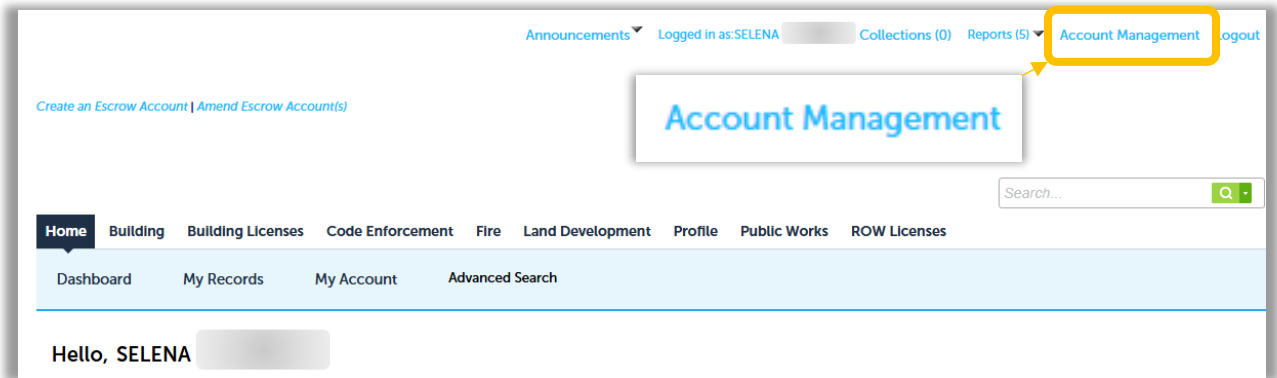 Announcements Logged in as:SELENA Collections (0) Reports (5) Account Management Logout
Create an Escrow Account | Amend Escrow Account(s)
Account Management
Search...
Home Building Building Licenses Code Enforcement Fire Land Development Profile Public Works ROW Licenses
Dashboard My Records My Account Advanced Search
Hello, SELENA